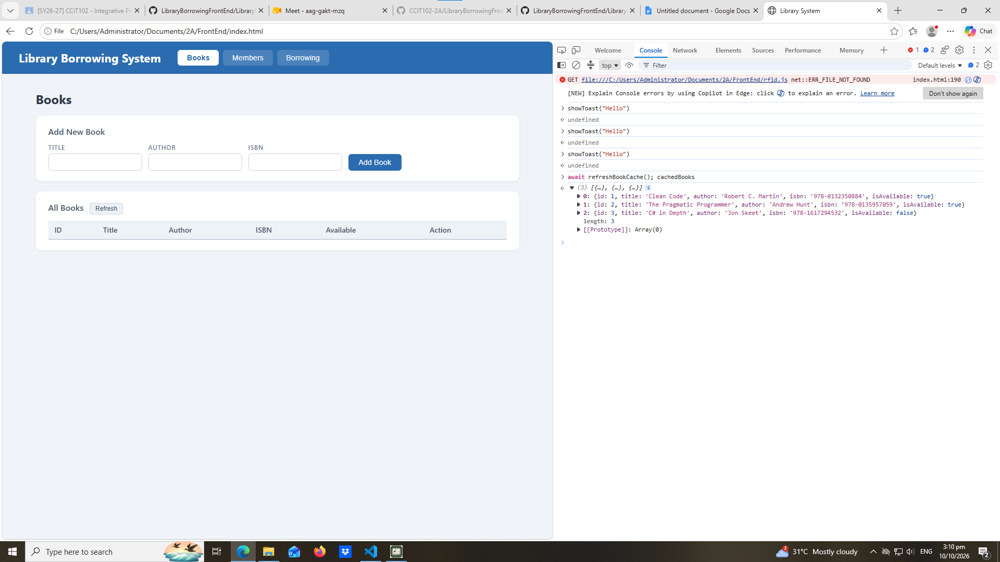 [SY26-27] CCIT102 - Integrative Pr
LibraryBorrowingFrontEnd/Library
Meet - aag-gakt-mzq
CCIT102-2A/LibraryBorrowingFron
LibraryBorrowingFrontEnd/Library
Untitled document - Google Docs
Library System
File C:/Users/Administrator/Documents/2A/FrontEnd/index.html
Chat
Library Borrowing System
Books
Members
Borrowing
Books
Add New Book
TITLE
AUTHOR
ISBN
Add Book
All Books
Refresh
ID Title Author ISBN Available Action
Welcome Console Network Elements Sources Performance Memory
1 2
top
Filter
Default levels
2
GET file:///C:/Users/Administrator/Documents/2A/FrontEnd/rfid.js net::ERR_FILE_NOT_FOUND index.html:190
[NEW] Explain Console errors by using Copilot in Edge: click to explain an error. Learn more
Don't show again
showToast("Hello")
undefined
showToast("Hello")
undefined
showToast("Hello")
undefined
await refreshBookCache(); cachedBooks
(3) [{…}, {…}, {…}]
0: {id: 1, title: 'Clean Code', author: 'Robert C. Martin', isbn: '978-0132350884', isAvailable: true}
1: {id: 2, title: 'The Pragmatic Programmer', author: 'Andrew Hunt', isbn: '978-0135957059', isAvailable: true}
2: {id: 3, title: 'C# in Depth', author: 'Jon Skeet', isbn: '978-1617294532', isAvailable: false}
length: 3
[[Prototype]]: Array(0)
Type here to search
2
31°C Mostly cloudy
ENG
3:10 pm
10/10/2026
2